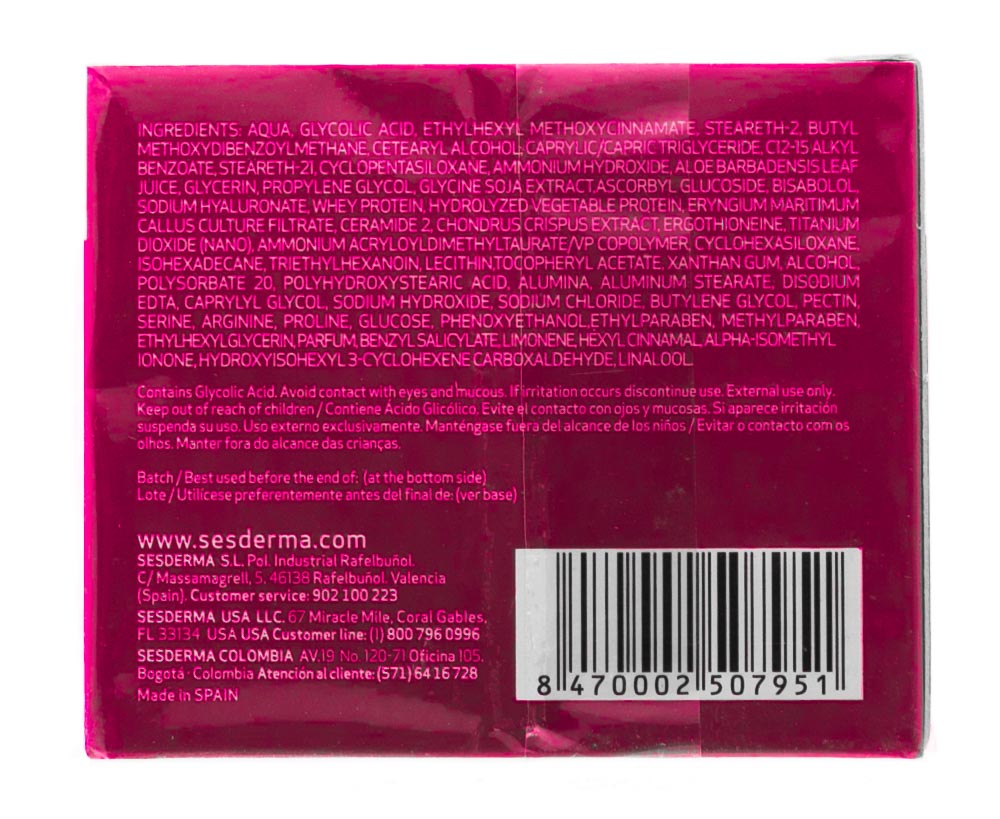 INGREDIENTS: AQUA, GLYCOLIC ACID, ETHYLHEXYL METHOXYCINNAMATE, STEARETH-2, BUTYL
METHOXYDIBENZOYLMETHANE, CETEARYL ALCOHOL, CAPRYLIC/CAPRIC TRIGLYCERIDE, C12-15 ALKYL
BENZOATE, STEARETH-21, CYCLOPENTASILOXANE, AMMONIUM HYDROXIDE, ALOE BARBADENSIS LEAF
JUICE, GLYCERIN, PROPYLENE GLYCOL, GLYCINE SOJA EXTRACT,ASCORBYL GLUCOSIDE, BISABOLOL,
SODIUM HYALURONATE, WHEY PROTEIN, HYDROLYZED VEGETABLE PROTEIN, ERYNGIUM MARITIMUM
CALLUS CULTURE FILTRATE, CERAMIDE 2, CHONDRUS CRISPUS EXTRACT, ERGOTHIONEINE, TITANIUM
DIOXIDE (NANO), AMMONIUM ACRYLOYLDIMETHYLTAURATE/VP COPOLYMER, CYCLOHEXASILOXANE,
ISOHEXADECANE, TRIETHYLHEXANOIN, LECITHIN,TOCOPHERYL ACETATE, XANTHAN GUM, ALCOHOL,
POLYSORBATE 20, POLYHYDROXYSTEARIC ACID, ALUMINA, ALUMINUM STEARATE, DISODIUM
EDTA, CAPRYLYL GLYCOL, SODIUM HYDROXIDE, SODIUM CHLORIDE, BUTYLENE GLYCOL, PECTIN,
SERINE, ARGININE, PROLINE, GLUCOSE, PHENOXYETHANOL,ETHYLPARABEN, METHYLPARABEN,
ETHYLHEXYLGLYCERIN, PARFUM, BENZYL SALICYLATE, LIMONENE, HEXYL CINNAMAL, ALPHA-ISOMETHYL
IONONE, HYDROXYISOHEXYL 3-CYCLOHEXENE CARBOXALDEHYDE, LINALOOL.
Contains Glycolic Acid. Avoid contact with eyes and mucous. If irritation occurs discontinue use. External use only.
Keep out of reach of children / Contiene Ácido Glicólico. Evite el contacto con ojos y mucosas. Si aparece irritación
suspenda su uso. Uso externo exclusivamente. Manténgase fuera del alcance de los niños / Evitar o contacto com os
olhos. Manter fora do alcance das crianças.
Batch / Best used before the end of: (at the bottom side)
Lote / Utilícese preferentemente antes del final de: (ver base)
www.sesderma.com
SESDERMA S.L. Pol. Industrial Rafelbuñol.
C/ Massamagrell, 5. 46138 Rafelbuñol. Valencia
(Spain). Customer service: 902 100 223
SESDERMA USA LLC. 67 Miracle Mile, Coral Gables,
FL 33134 USA USA Customer line: (1) 800 796 0996
SESDERMA COLOMBIA AV.19 No. 120-71 Oficina 105.
Bogotá · Colombia Atención al cliente: (571) 64 16 728
Made in SPAIN
8 470002 507951